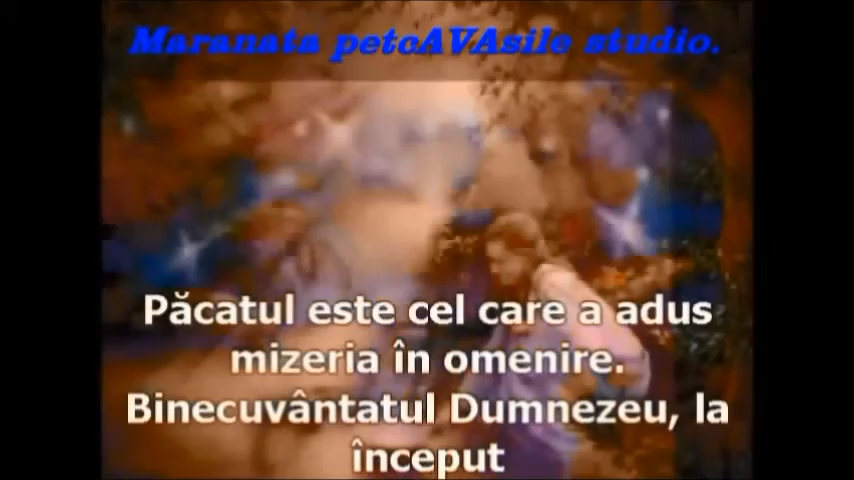 Maranata petcAVAsile studio.
Păcatul este cel care a adus
mizeria în omenire.
Binecuvântatul Dumnezeu, la
început